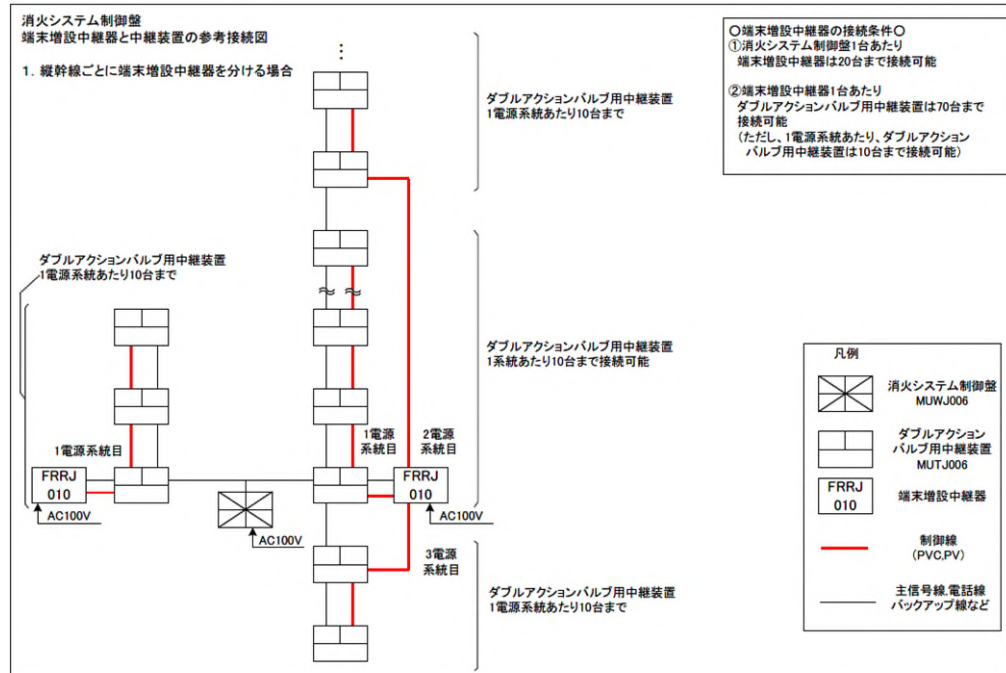 消火システム制御盤
端末増設中継器と中継装置の参考接続図
1. 縦幹線ごとに端末増設中継器を分ける場合
○端末増設中継器の接続条件○
①消火システム制御盤1台あたり
端末増設中継器は20台まで接続可能
②端末増設中継器1台あたり
ダブルアクションバルブ用中継装置は70台まで
接続可能
(ただし、1電源系統あたり、ダブルアクション
バルブ用中継装置は10台まで接続可能)
ダブルアクションバルブ用中継装置
1電源系統あたり10台まで
ダブルアクションバルブ用中継装置
1電源系統あたり10台まで
ダブルアクションバルブ用中継装置
1系統あたり10台まで接続可能
1電源系統目
1電源
系統目
2電源
系統目
FRRJ
010
AC100V
AC100V
FRRJ
010
AC100V
3電源
系統目
ダブルアクションバルブ用中継装置
1電源系統あたり10台まで
凡例
消火システム制御盤
MUWJ006
ダブルアクション
バルブ用中継装置
MUTJ006
FRRJ
010
端末増設中継器
制御線
(PVC,PV)
主信号線,電話線
バックアップ線など